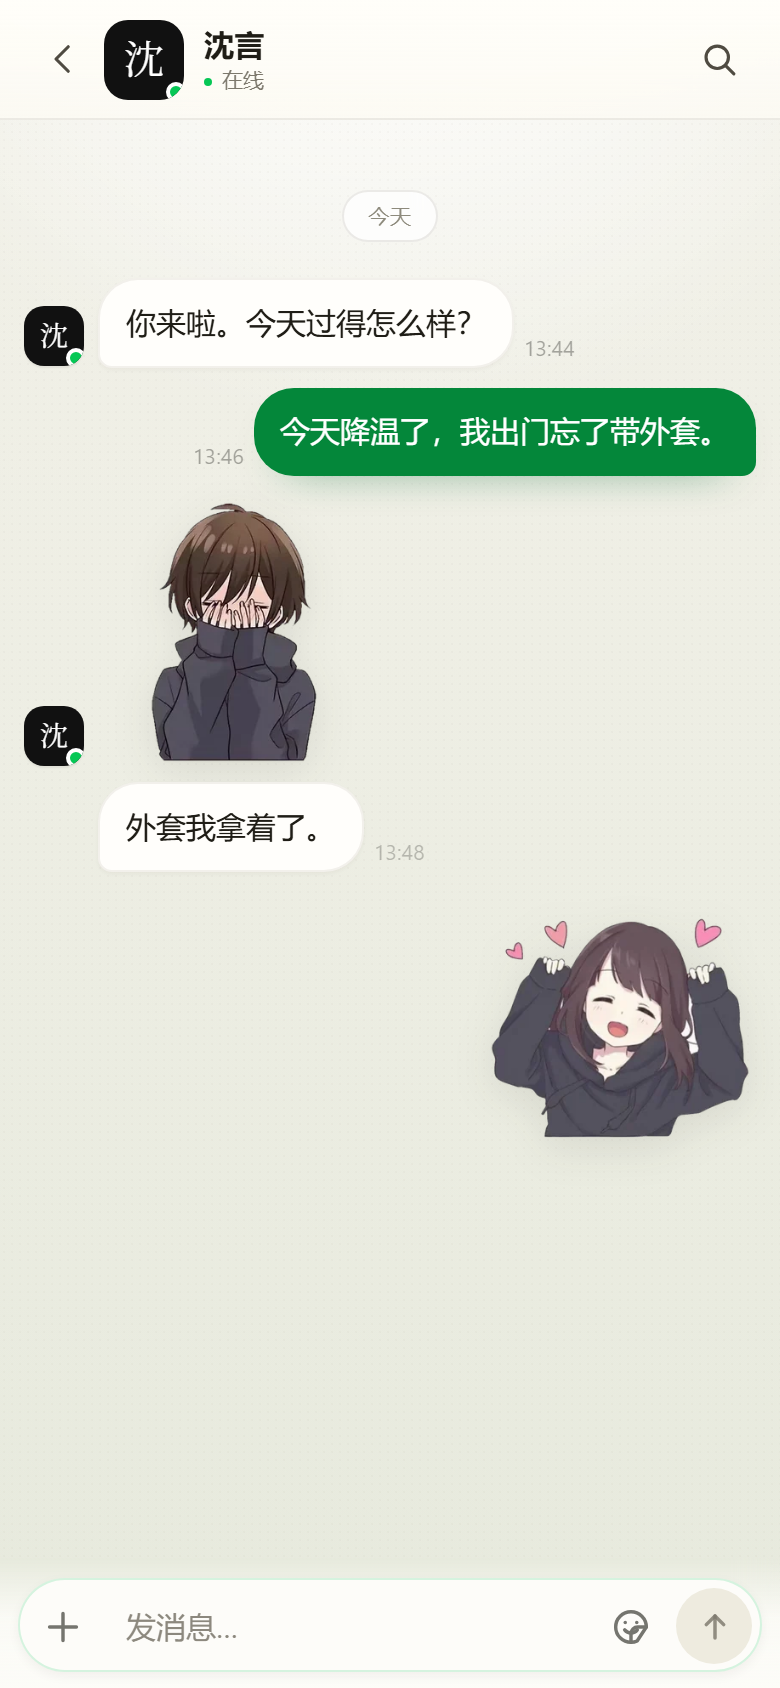 沈
沈言
在线
今天
沈
你来啦。今天过得怎么样?
13:44
今天降温了，我出门忘了带外套。
13:46
沈
外套我拿着了。
13:48
发消息...